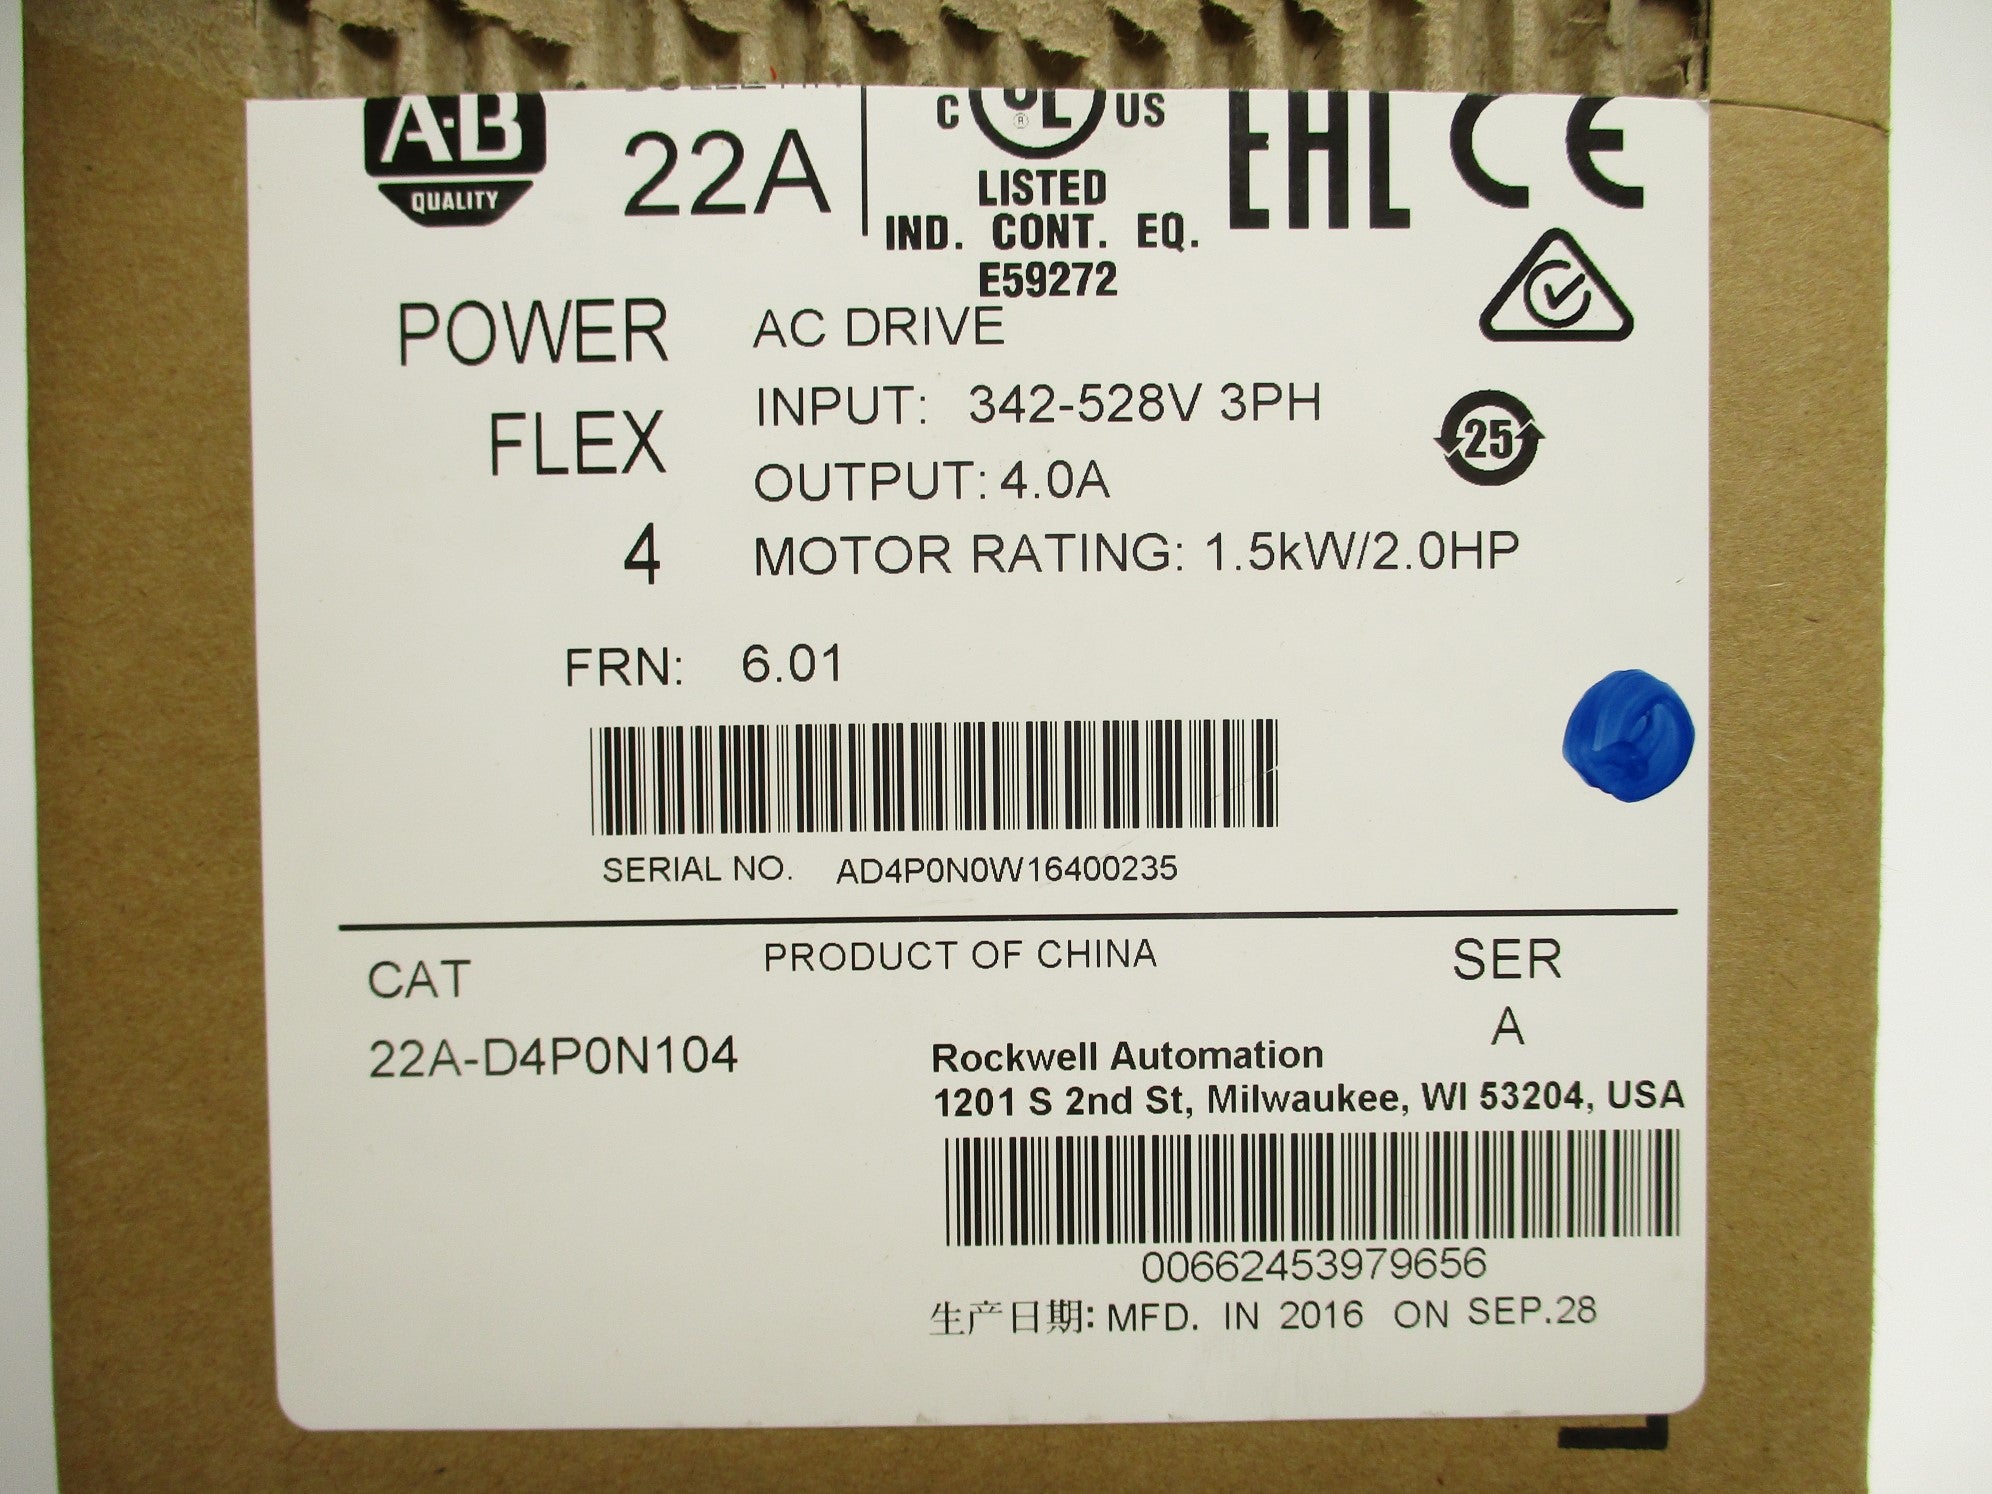 A-B
QUALITY
22A
C UL US
®
LISTED
IND. CONT. EQ.
E59272
EAC CE
POWER
FLEX
4
AC DRIVE
INPUT: 342-528V 3PH
OUTPUT: 4.0A
MOTOR RATING: 1.5kW/2.0HP
25
FRN: 6.01
SERIAL NO. AD4P0N0W16400235
CAT
22A-D4P0N104
PRODUCT OF CHINA
SER
A
Rockwell Automation
1201 S 2nd St, Milwaukee, WI 53204, USA
00662453979656
生产日期: MFD. IN 2016 ON SEP.28